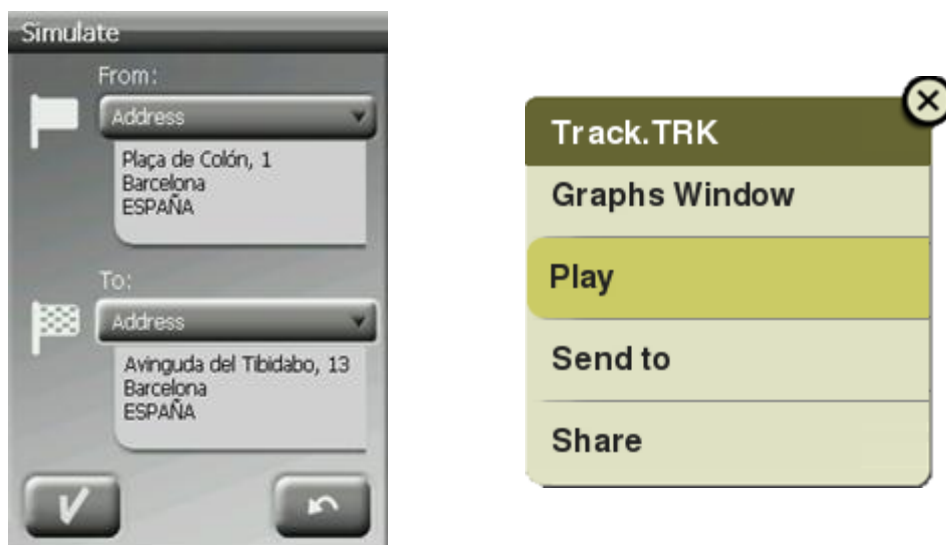 Simulate
From:
Address
Plaça de Colón, 1
Barcelona
ESPAÑA
To:
Address
Avinguda del Tibidabo, 13
Barcelona
ESPAÑA
Track.TRK
Graphs Window
Play
Send to
Share